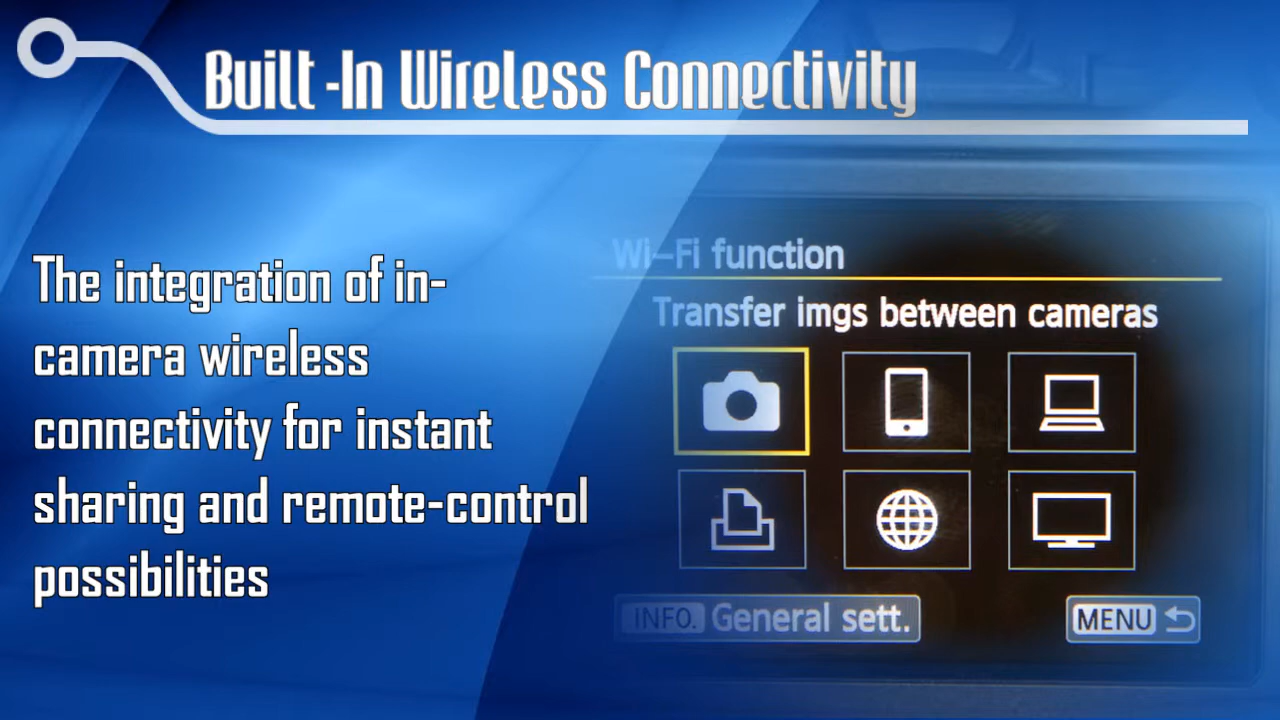 Built-In Wireless Connectivity
The integration of in-
camera wireless
connectivity for instant
sharing and remote-control
possibilities
Wi-Fi function
Transfer imgs between cameras
INFO. General sett.
MENU